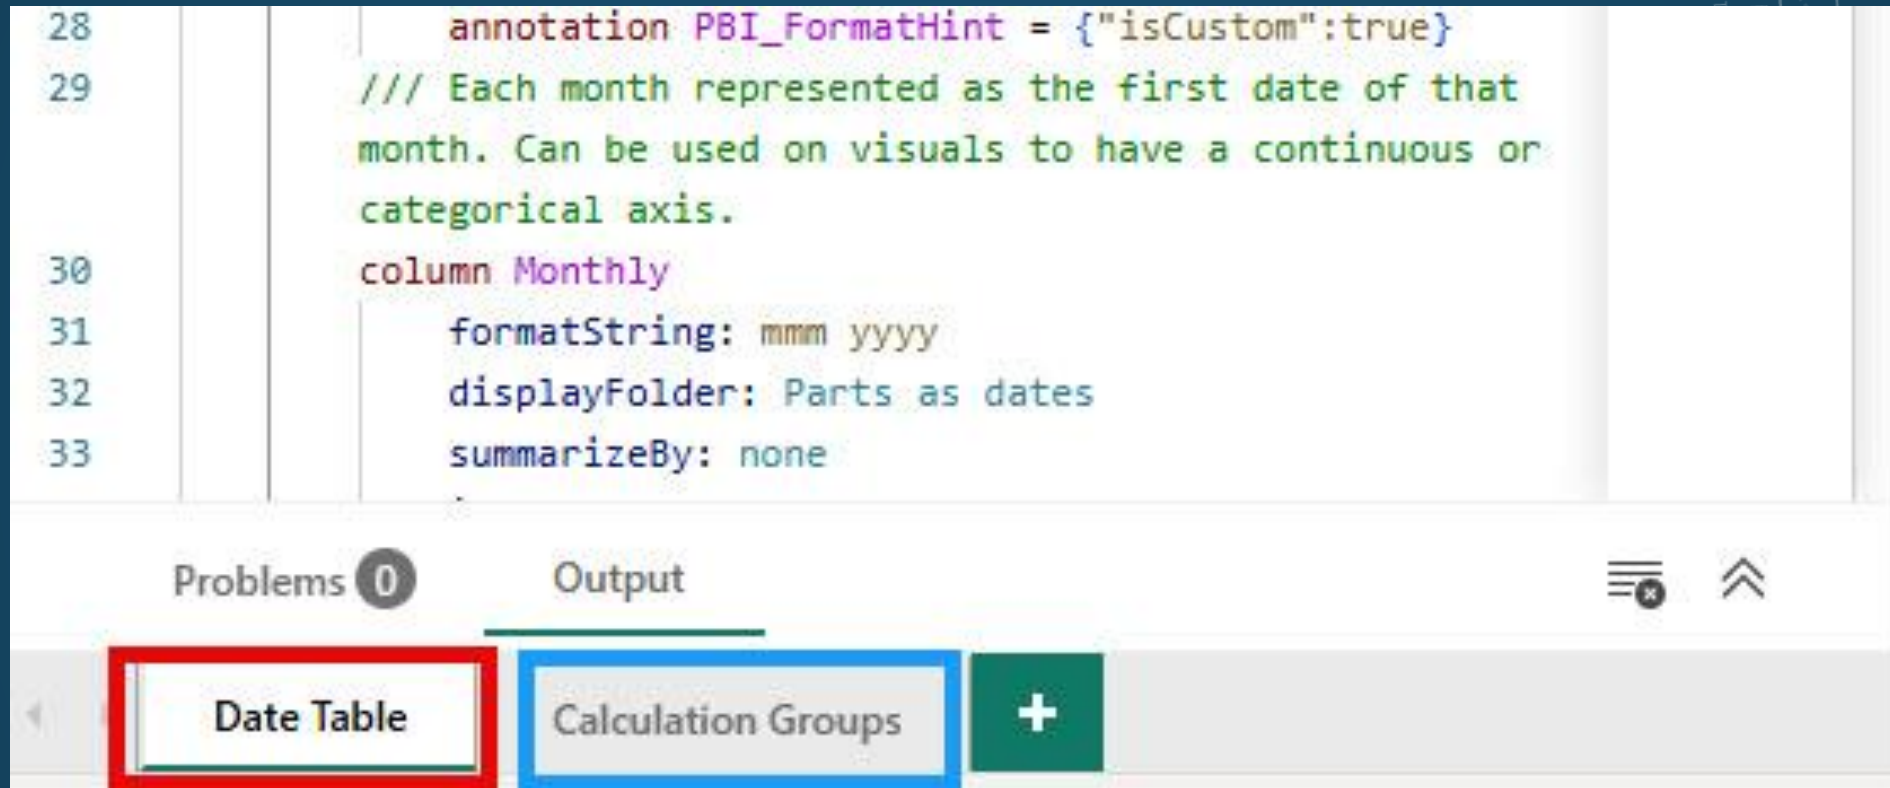 28 annotation PBI_FormatHint = {"isCustom":true}
29 /// Each month represented as the first date of that
month. Can be used on visuals to have a continuous or
categorical axis.
30 column Monthly
31 formatString: mmm yyyy
32 displayFolder: Parts as dates
33 summarizeBy: none
Problems 0 Output
Date Table Calculation Groups +